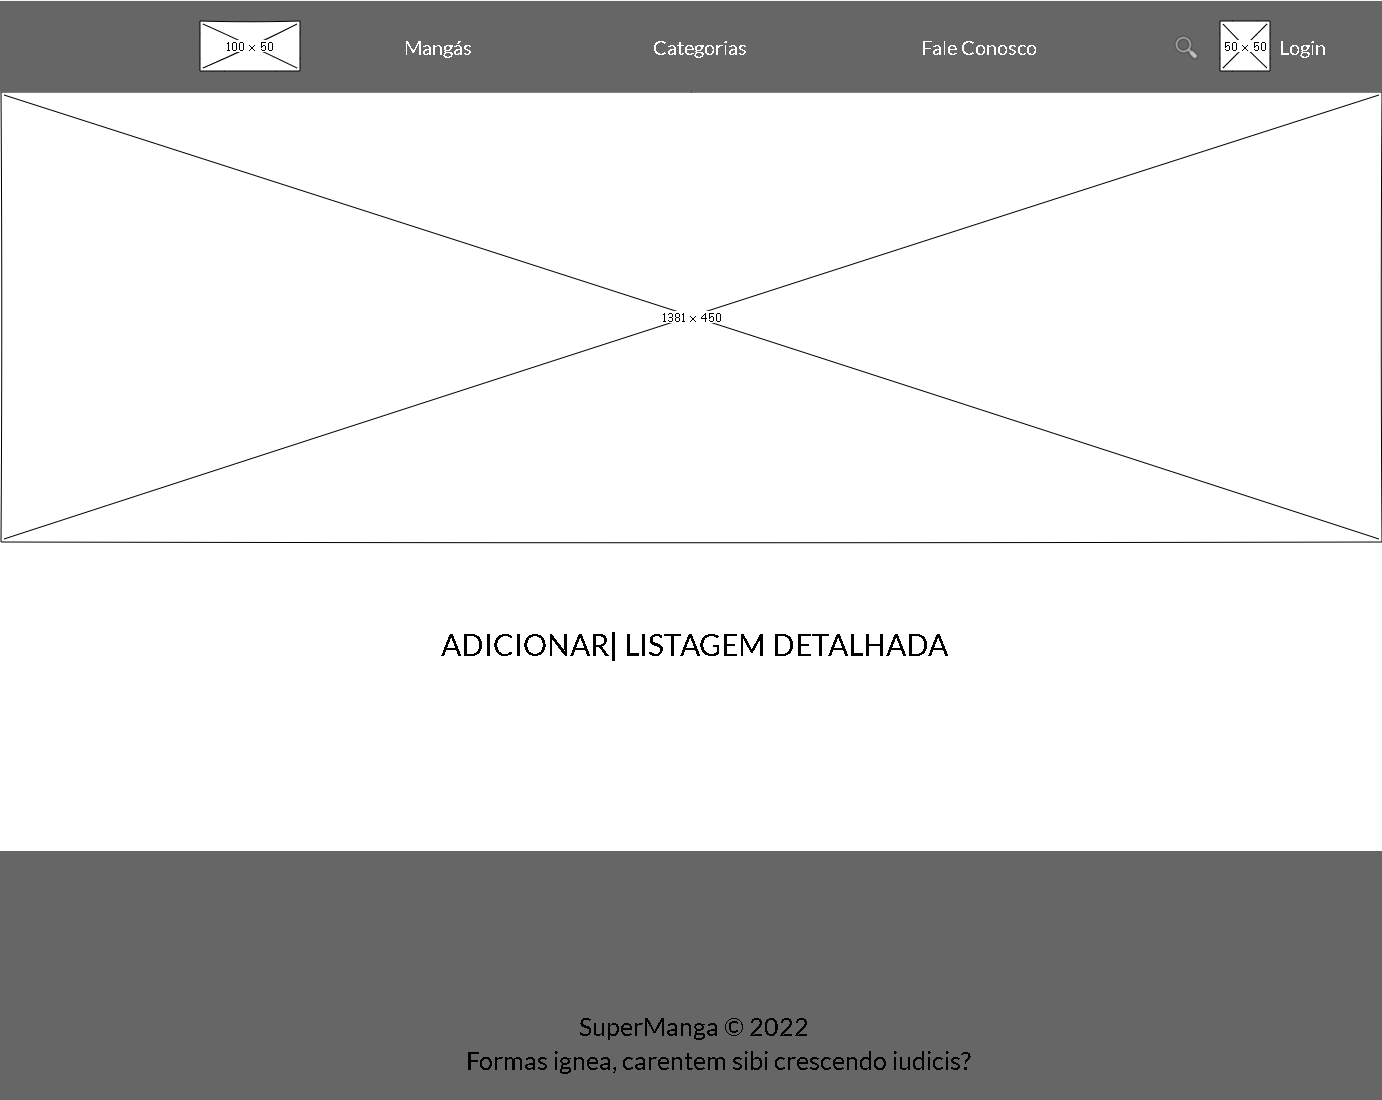 100 x 50 Mangás Categorias Fale Conosco 50 x 50 Login
1381 x 450
ADICIONAR| LISTAGEM DETALHADA
SuperManga © 2022
Formas ignea, carentem sibi crescendo iudicis?